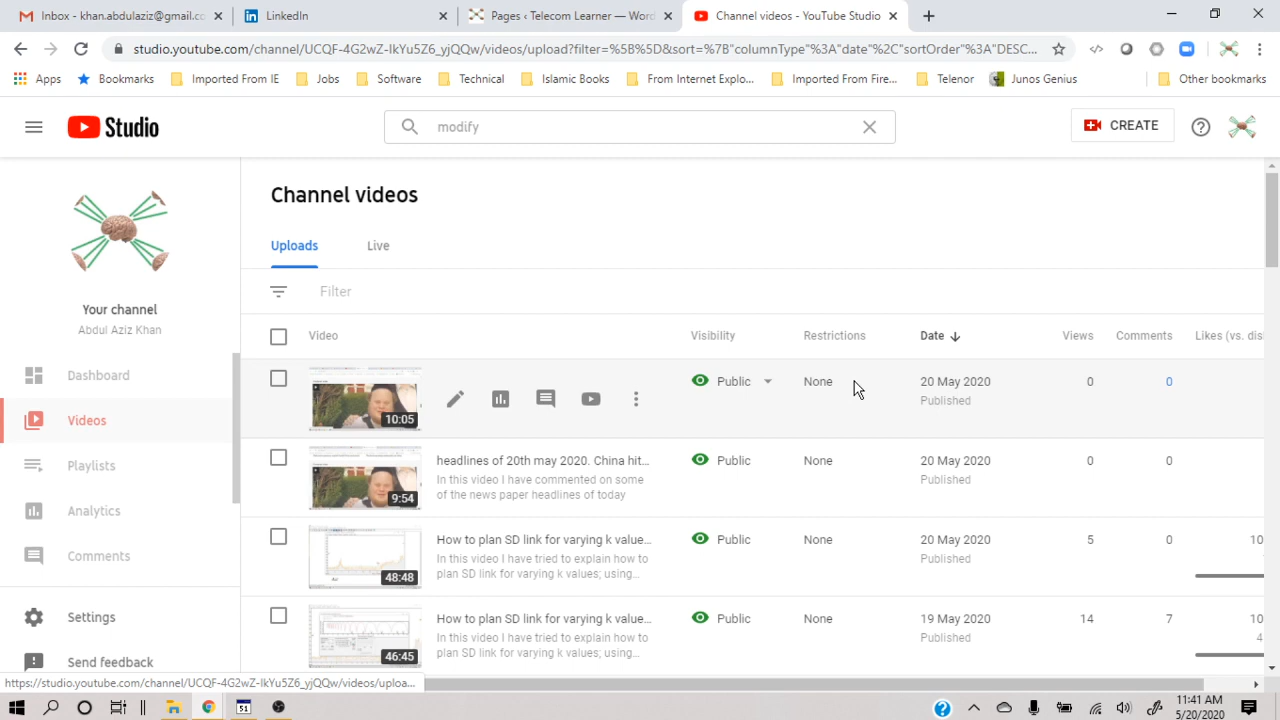 Inbox - khan.abdulaziz@gmail.cc
LinkedIn
Pages ‹ Telecom Learner — Word
Channel videos - YouTube Studio
studio.youtube.com/channel/UCQF-4G2wZ-IkYu5Z6_yjQQw/videos/upload?filter=%5B%5D&sort=%7B"columnType"%3A"date"%2C"sortOrder"%3A"DESC...
Apps
Bookmarks
Imported From IE
Jobs
Software
Technical
Islamic Books
From Internet Explo...
Imported From Fire...
Telenor
Junos Genius
Other bookmarks
Studio
modify
CREATE
Channel videos
Uploads
Live
Filter
Your channel
Abdul Aziz Khan
Dashboard
Videos
Playlists
Analytics
Comments
Settings
Send feedback
Video
Visibility
Restrictions
Date
Views
Comments
Likes (vs. dis
10:05
Public
None
20 May 2020
Published
0
0
9:54
headlines of 20th may 2020. China hit...
In this video I have commented on some
of the news paper headlines of today
Public
None
20 May 2020
Published
0
0
48:48
How to plan SD link for varying k value...
In this video I have tried to explain how to
plan SD link for varying k values; using...
Public
None
20 May 2020
Published
5
0
10
46:45
How to plan SD link for varying k value...
In this video I have tried to explain how to
plan SD link for varying k values; using...
Public
None
19 May 2020
Published
14
7
10
4
https://studio.youtube.com/channel/UCQF-4G2wZ-IkYu5Z6_yjQQw/videos/uploa...
31
11:41 AM
5/20/2020